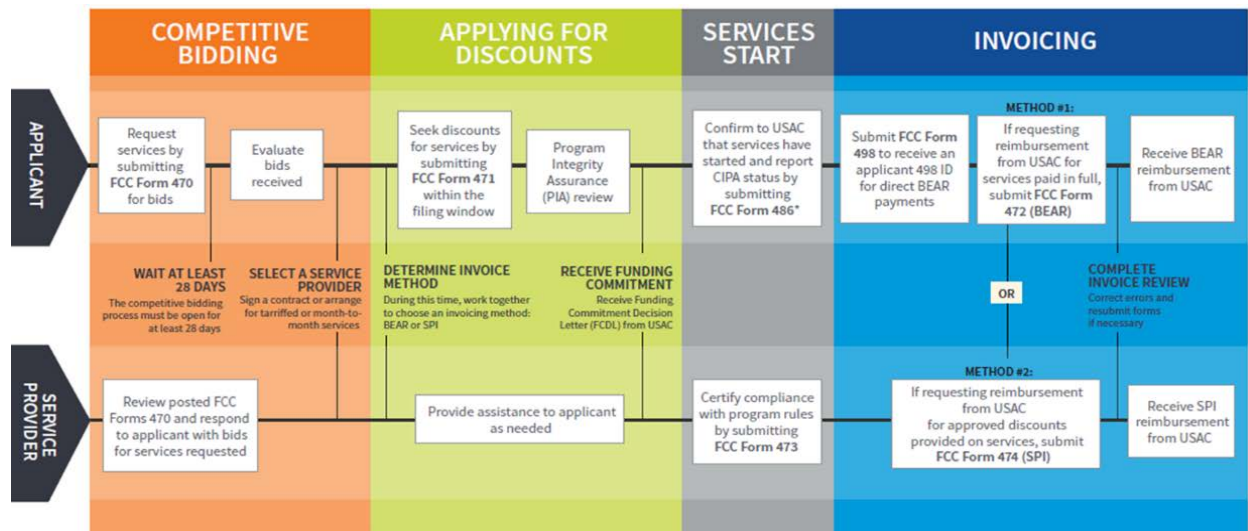 COMPETITIVE
BIDDING
APPLYING FOR
DISCOUNTS
SERVICES
START
INVOICING
APPLICANT
Request
services by
submitting
FCC Form 470
for bids
Evaluate
bids
received
Seek discounts
for services by
submitting
FCC Form 471
within the
filing window
Program
Integrity
Assurance
(PIA) review
Confirm to USAC
that services have
started and report
CIPA status by
submitting
FCC Form 486*
Submit FCC Form
498 to receive an
applicant 498 ID
for direct BEAR
payments
METHOD #1:
If requesting
reimbursement
from USAC for
services paid in full,
submit FCC Form
472 (BEAR)
Receive BEAR
reimbursement
from USAC
WAIT AT LEAST
28 DAYS
The competitive bidding
process must be open for
at least 28 days
SELECT A SERVICE
PROVIDER
Sign a contract or arrange
for tarriffed or month-to-
month services
DETERMINE INVOICE
METHOD
During this time, work together
to choose an invoicing method:
BEAR or SPI
RECEIVE FUNDING
COMMITMENT
Receive Funding
Commitment Decision
Letter (FCDL) from USAC
OR
COMPLETE
INVOICE REVIEW
Correct errors and
resubmit forms
if necessary
SERVICE
PROVIDER
Review posted FCC
Forms 470 and respond
to applicant with bids
for services requested
Provide assistance to applicant
as needed
Certify compliance
with program rules
by submitting
FCC Form 473
METHOD #2:
If requesting reimbursement
from USAC
for approved discounts
provided on services, submit
FCC Form 474 (SPI)
Receive SPI
reimbursement
from USAC